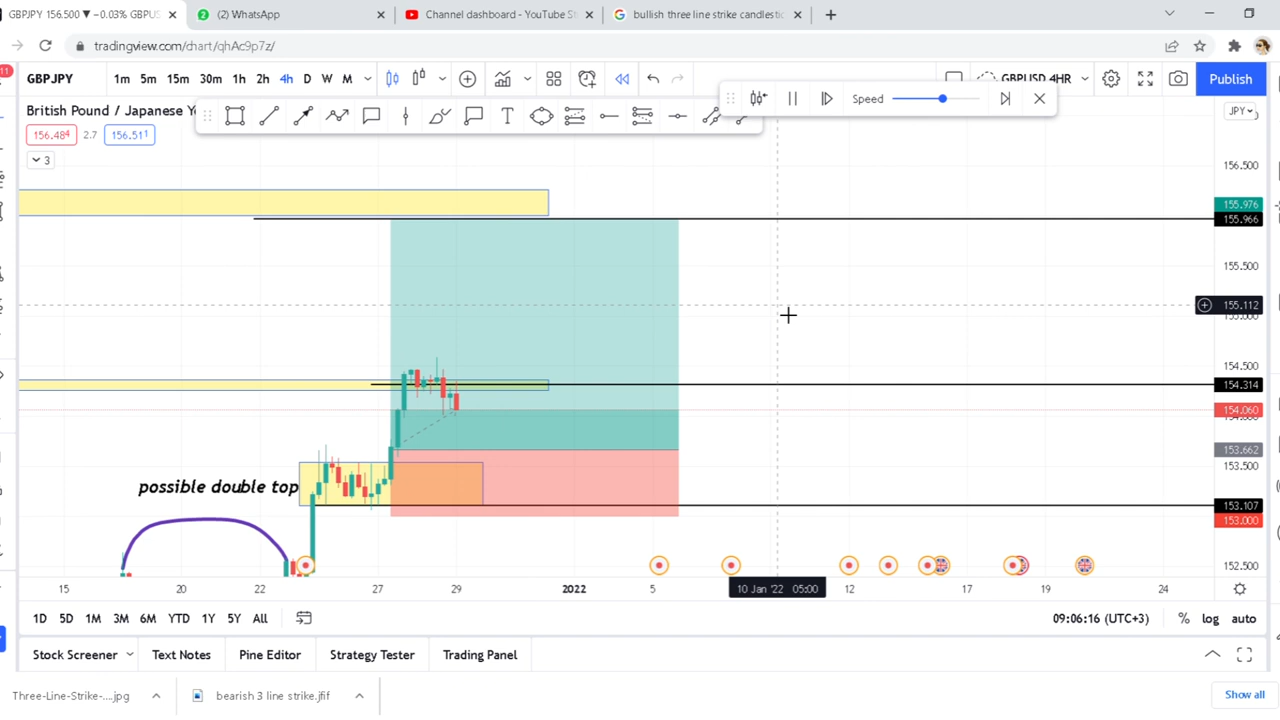 GBPJPY 156.500 ▼ −0.03% GBPUS
(2) WhatsApp
Channel dashboard - YouTube St
bullish three line strike candlestic
tradingview.com/chart/qhAc9p7z/
11
GBPJPY
1m 5m 15m 30m 1h 2h 4h D W M
GBPUSD 4HR
Publish
Speed
British Pound / Japanese Y
JPY
156.484
2.7
156.511
3
156.500
155.976
155.966
155.500
155.112
155.000
154.500
154.314
154.060
153.662
153.500
153.107
153.000
152.500
possible double top
15 20 22 27 29 2022 5 10 Jan '22 05:00 12 17 19 24
1D 5D 1M 3M 6M YTD 1Y 5Y All
09:06:16 (UTC+3)
% log auto
Stock Screener
Text Notes
Pine Editor
Strategy Tester
Trading Panel
Three-Line-Strike-....jpg
bearish 3 line strike.jfif
Show all